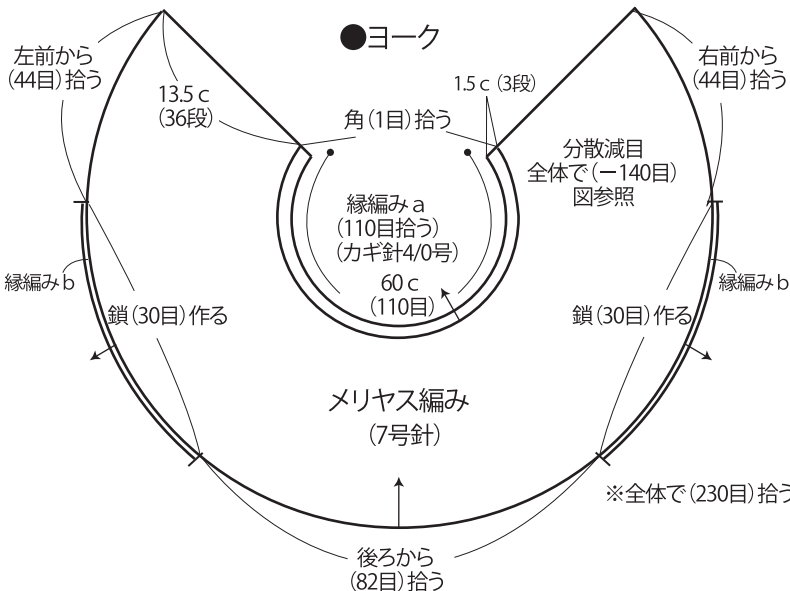 ●ヨーク
左前から
(44目)拾う
右前から
(44目)拾う
13.5 c
(36段)
1.5 c (3段)
角(1目)拾う
分散減目
全体で(－140目)
図参照
縁編みa
(110目拾う)
(カギ針4/0号)
60 c
(110目)
縁編みb
縁編みb
鎖(30目)作る
鎖(30目)作る
メリヤス編み
(7号針)
※全体で(230目)拾う
後ろから
(82目)拾う